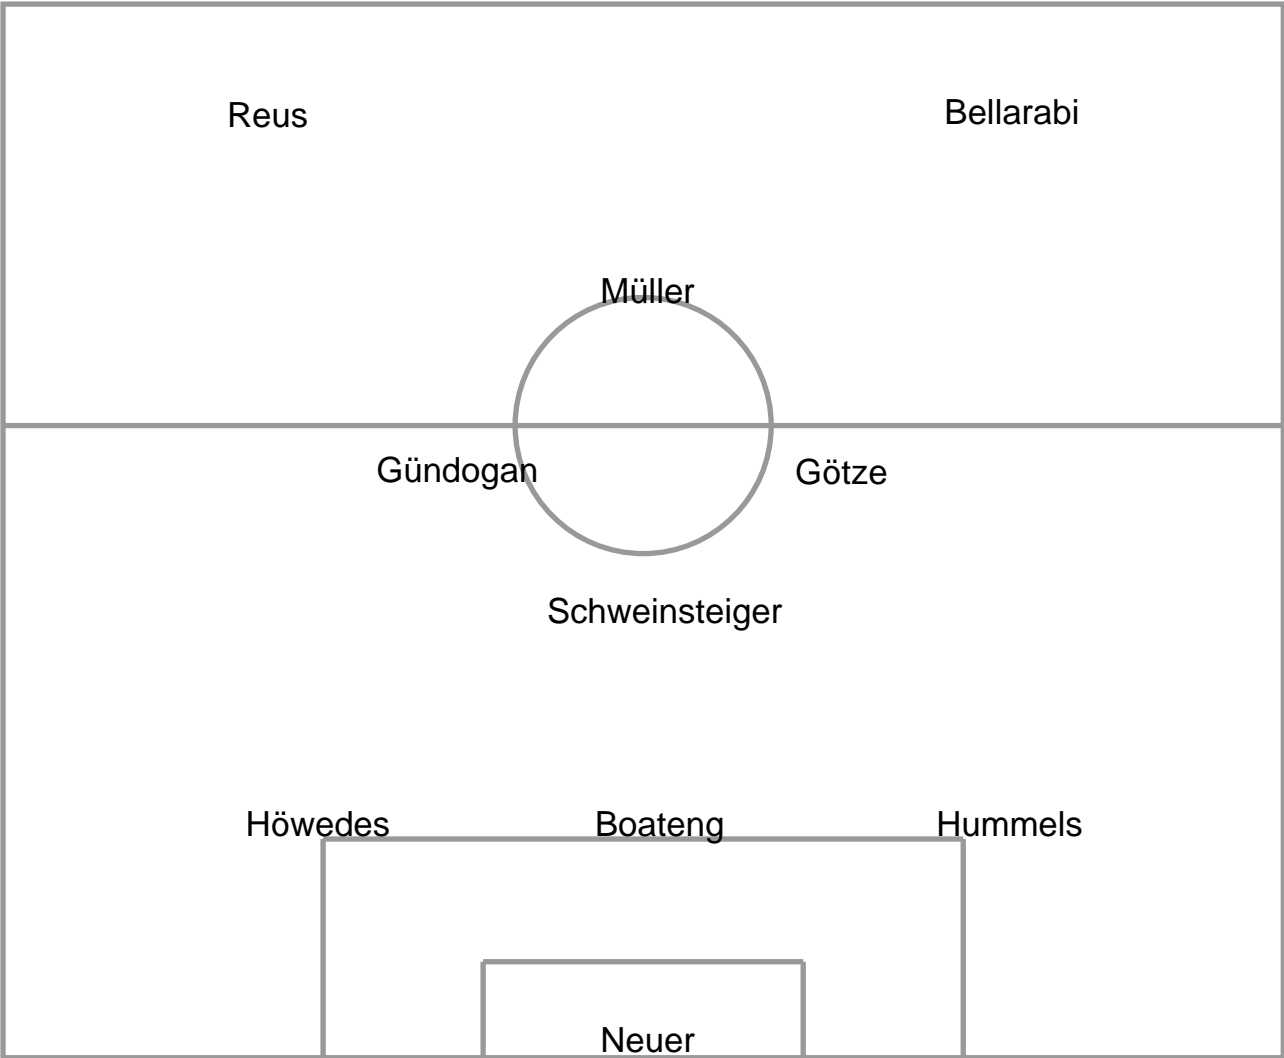 Reus
Bellarabi
Müller
Gündogan
Götze
Schweinsteiger
Höwedes
Boateng
Hummels
Neuer